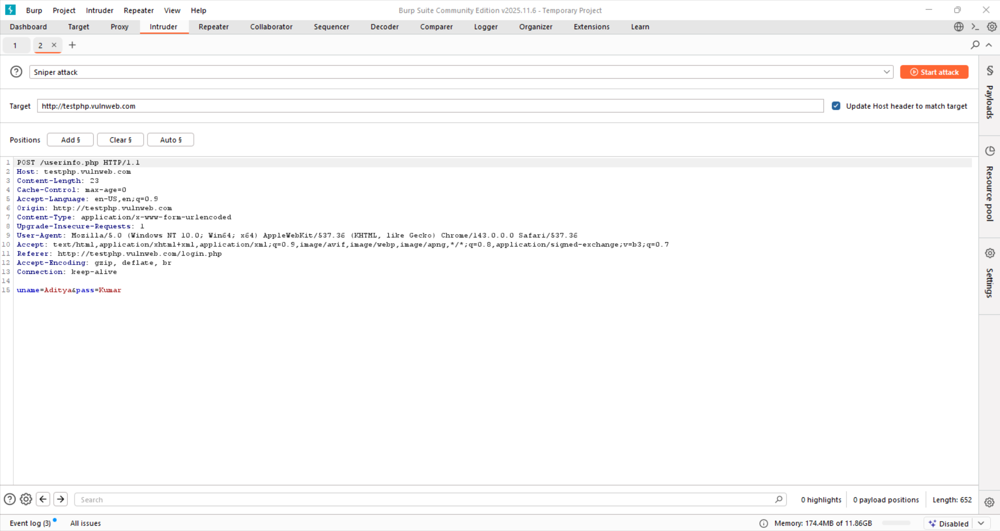 Burp Project Intruder Repeater View Help Burp Suite Community Edition v2025.11.6 - Temporary Project
Dashboard Target Proxy Intruder Repeater Collaborator Sequencer Decoder Comparer Logger Organizer Extensions Learn
1 2 × +
Sniper attack Start attack
Target http://testphp.vulnweb.com Update Host header to match target
Positions Add § Clear § Auto §
1 POST /userinfo.php HTTP/1.1
2 Host: testphp.vulnweb.com
3 Content-Length: 23
4 Cache-Control: max-age=0
5 Accept-Language: en-US,en;q=0.9
6 Origin: http://testphp.vulnweb.com
7 Content-Type: application/x-www-form-urlencoded
8 Upgrade-Insecure-Requests: 1
9 User-Agent: Mozilla/5.0 (Windows NT 10.0; Win64; x64) AppleWebKit/537.36 (KHTML, like Gecko) Chrome/143.0.0.0 Safari/537.36
10 Accept: text/html,application/xhtml+xml,application/xml;q=0.9,image/avif,image/webp,image/apng,*/*;q=0.8,application/signed-exchange;v=b3;q=0.7
11 Referer: http://testphp.vulnweb.com/login.php
12 Accept-Encoding: gzip, deflate, br
13 Connection: keep-alive
14
15 uname=Aditya&pass=Kumar
§ Payloads
Resource pool
Settings
Search 0 highlights 0 payload positions Length: 652
Event log (3) All issues Memory: 174.4MB of 11.86GB Disabled